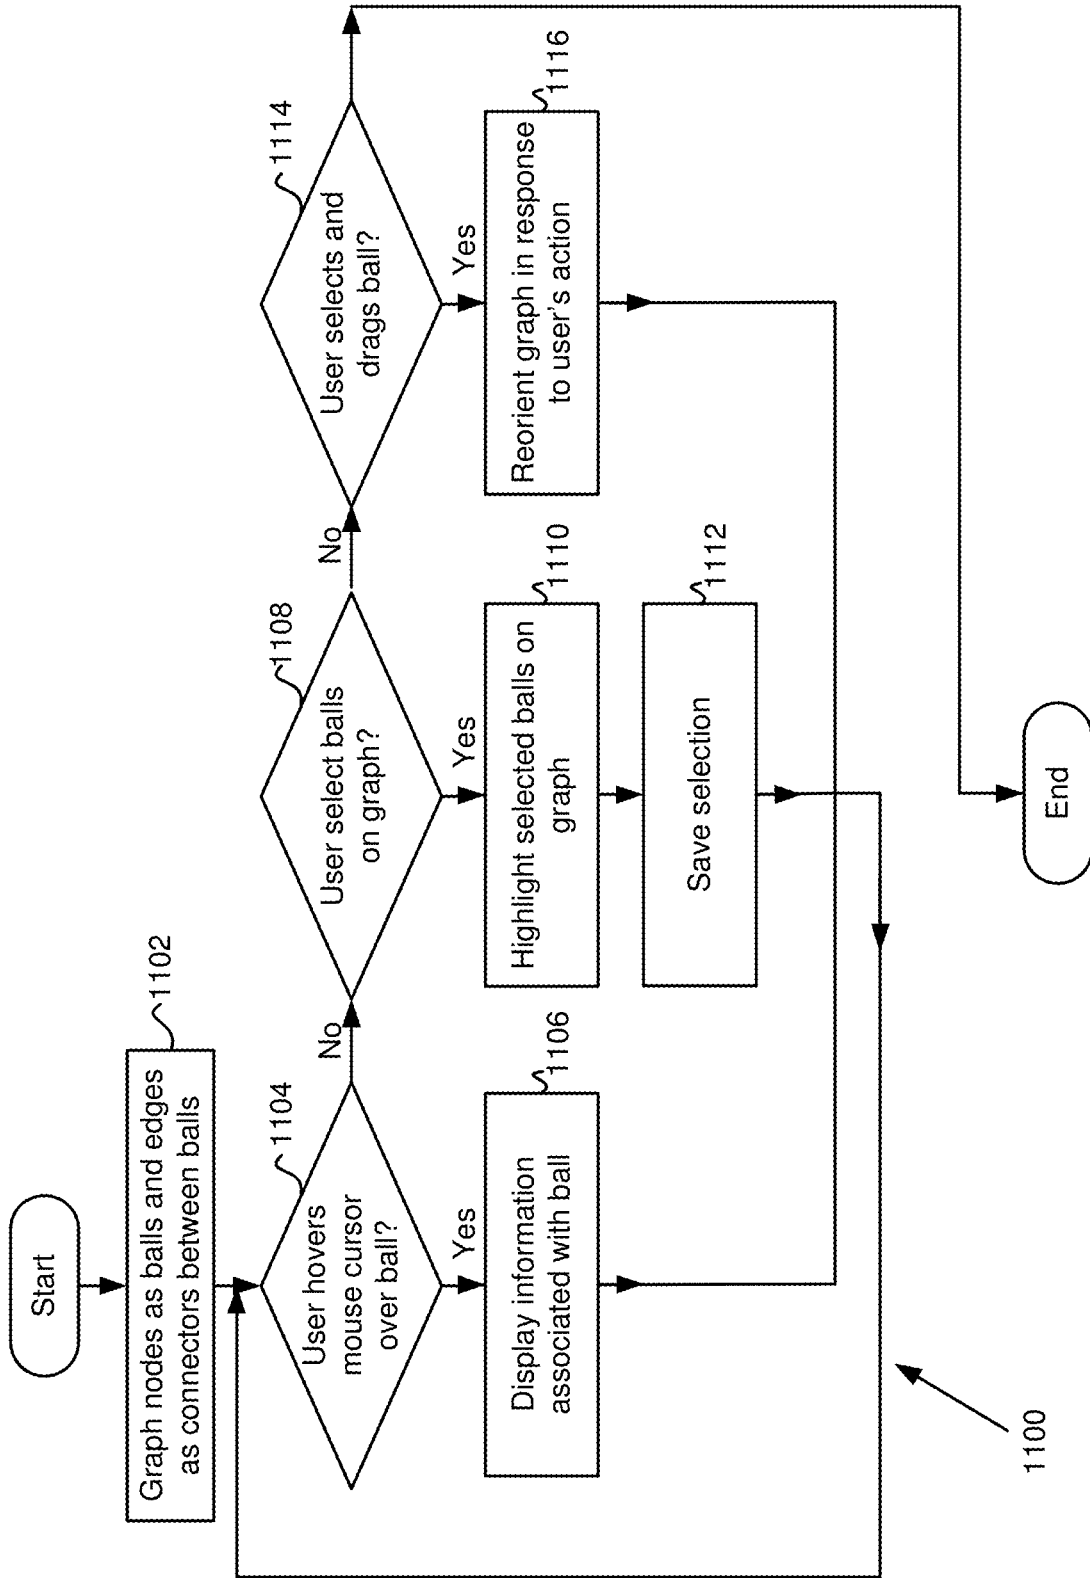 Start
Graph nodes as balls and edges
as connectors between balls
1102
User hovers
mouse cursor
over ball?
1104
No
Yes
Display information
associated with ball
1106
User select balls
on graph?
1108
No
Yes
Highlight selected balls on
graph
1110
Save selection
1112
User selects and
drags ball?
1114
Yes
Reorient graph in response
to user's action
1116
End
1100